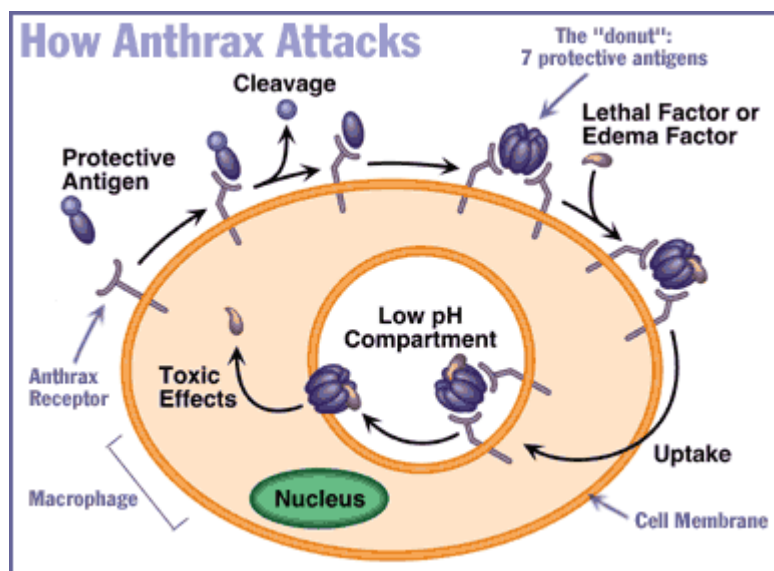 How Anthrax Attacks
The "donut":
7 protective antigens
Cleavage
Lethal Factor or
Edema Factor
Protective
Antigen
Low pH
Compartment
Anthrax
Receptor
Toxic
Effects
Uptake
Macrophage
Nucleus
Cell Membrane